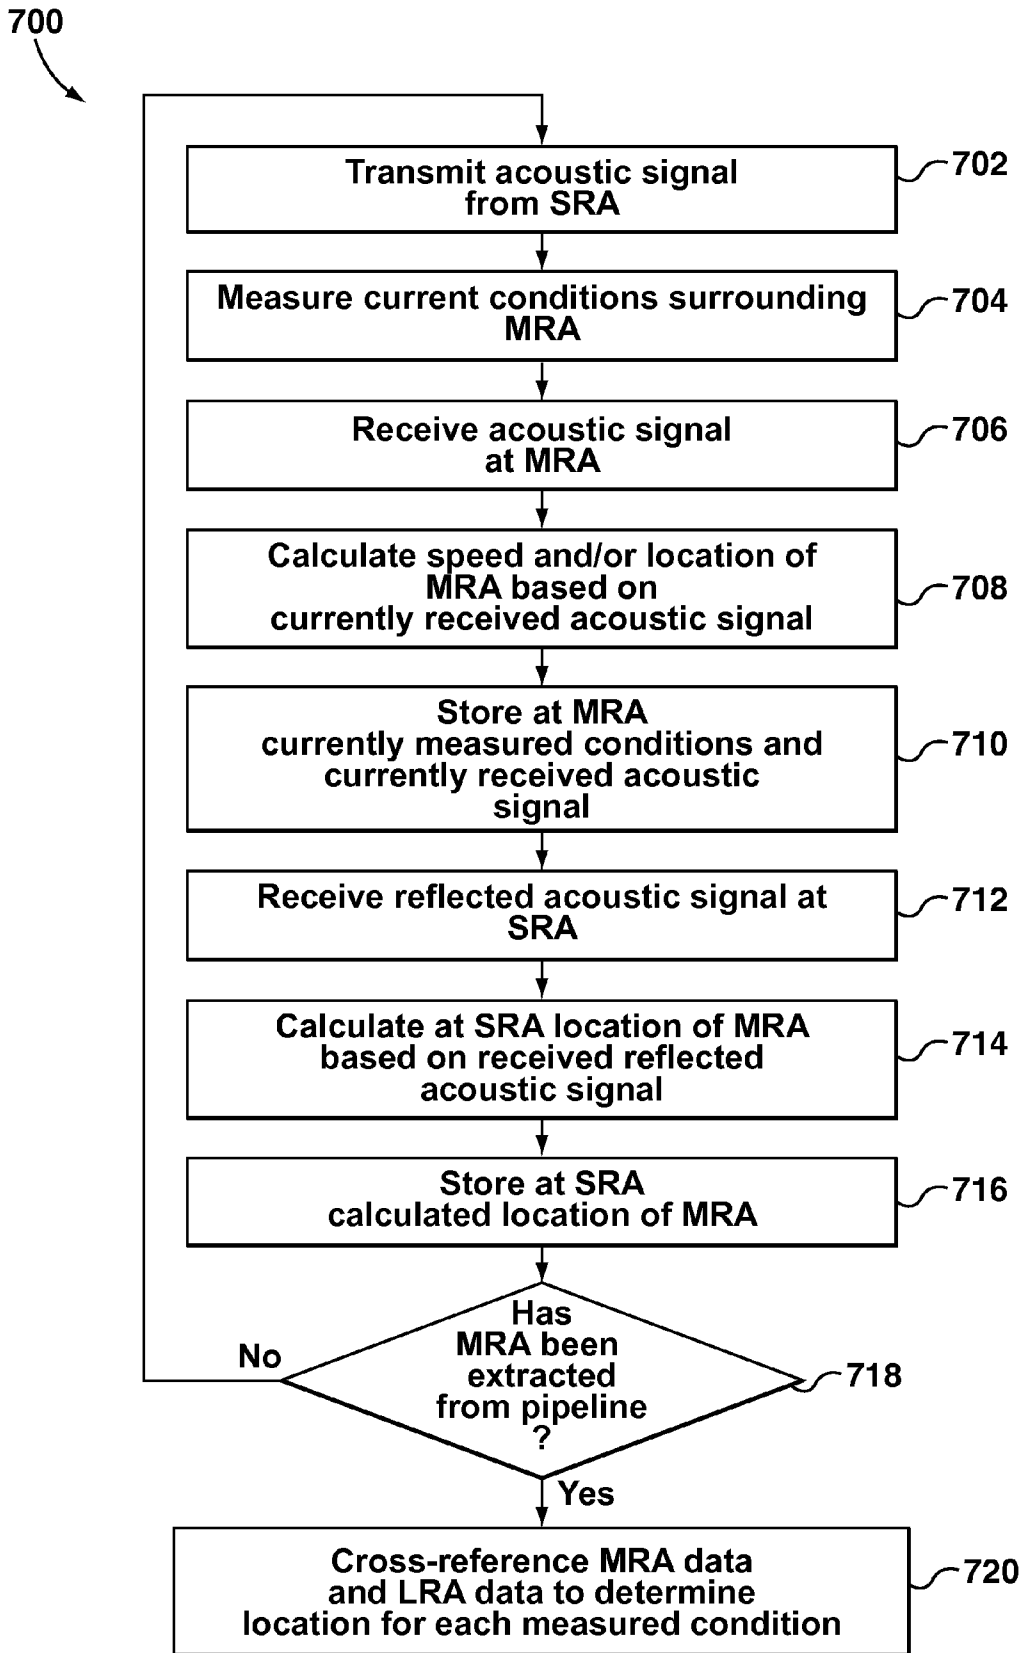 700
Transmit acoustic signal
from SRA
702
Measure current conditions surrounding
MRA
704
Receive acoustic signal
at MRA
706
Calculate speed and/or location of
MRA based on
currently received acoustic signal
708
Store at MRA
currently measured conditions and
currently received acoustic
signal
710
Receive reflected acoustic signal at
SRA
712
Calculate at SRA location of MRA
based on received reflected
acoustic signal
714
Store at SRA
calculated location of MRA
716
Has
MRA been
extracted
from pipeline
?
718
No
Yes
Cross-reference MRA data
and LRA data to determine
location for each measured condition
720